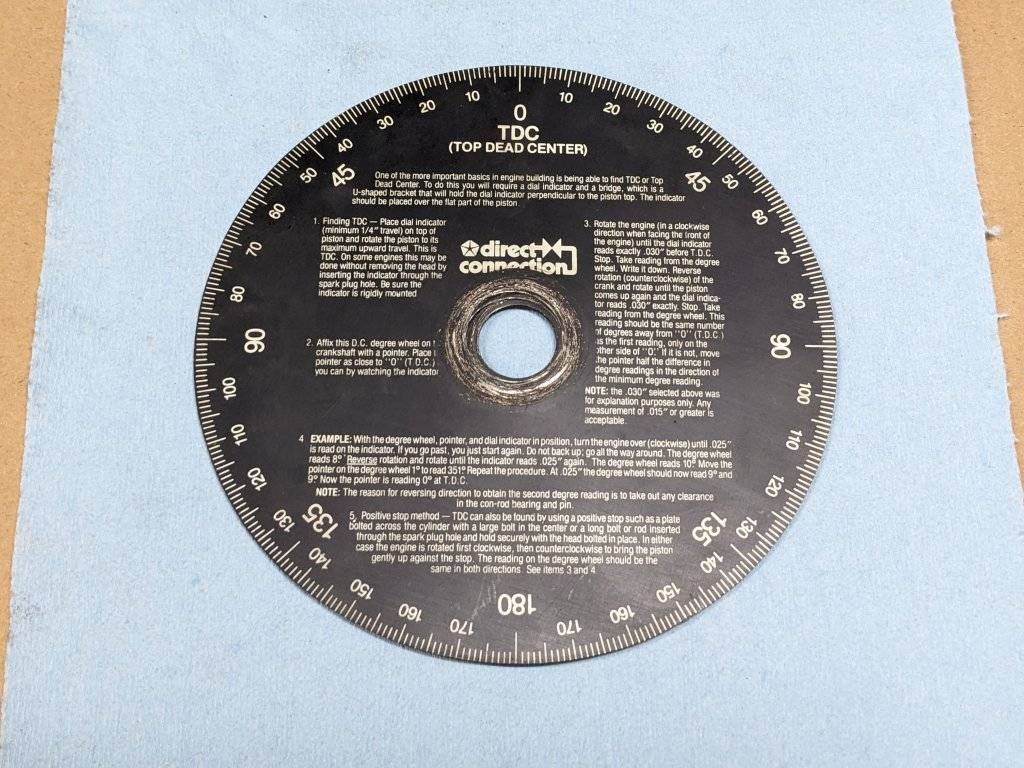 0
TDC
(TOP DEAD CENTER)
10 20 30 40 45 50 60 70 80 90 100 110 120 130 135 140 150 160 170 180
170 160 150 140 135 130 120 110 100 90 80 70 60 50 45 40 30 20 10
One of the more important basics in engine building is being able to find TDC or Top
Dead Center. To do this you will require a dial indicator and a bridge, which is a
U-shaped bracket that will hold the dial indicator perpendicular to the piston top. The indicator
should be placed over the flat part of the piston
1. Finding TDC — Place dial indicator
(minimum 1/4" travel) on top of
piston and rotate the piston to its
maximum upward travel. This is
TDC. On some engines this may be
done without removing the head by
inserting the indicator through the
spark plug hole. Be sure the
indicator is rigidly mounted
direct
connection
2. Affix this D.C. degree wheel on
crankshaft with a pointer. Place
pointer as close to "0" (T.D.C.)
you can by watching the indicator
3. Rotate the engine (in a clockwise
direction when facing the front of
the engine) until the dial indicator
reads exactly .030" before T.D.C.
Stop. Take reading from the degree
wheel. Write it down. Reverse
rotation (counterclockwise) of the
crank and rotate until the piston
comes up again and the dial indica-
tor reads .030" exactly. Stop. Take
reading from the degree wheel. This
reading should be the same number
of degrees away from "0" (T.D.C.)
as the first reading, only on the
other side of "0" If it is not, move
the pointer half the difference in
degree readings in the direction of
the minimum degree reading.
NOTE: the .030" selected above was
for explanation purposes only. Any
measurement of .015" or greater is
acceptable.
4 EXAMPLE: With the degree wheel, pointer, and dial indicator in position, turn the engine over (clockwise) until .025"
is read on the indicator. If you go past, you just start again. Do not back up; go all the way around. The degree wheel
reads 8° Reverse rotation and rotate until the indicator reads .025" again. The degree wheel reads 10° Move the
pointer on the degree wheel 1° to read 351° Repeat the procedure. At .025" the degree wheel should now read 9° and
9° Now the pointer is reading 0° at T.D.C.
NOTE: The reason for reversing direction to obtain the second degree reading is to take out any clearance
in the con-rod bearing and pin.
5. Positive stop method — TDC can also be found by using a positive stop such as a plate
bolted across the cylinder with a large bolt in the center or a long bolt or rod inserted
through the spark plug hole and hold securely with the head bolted in place. In either
case the engine is rotated first clockwise, then counterclockwise to bring the piston
gently up against the stop. The reading on the degree wheel should be the
same in both directions. See items 3 and 4